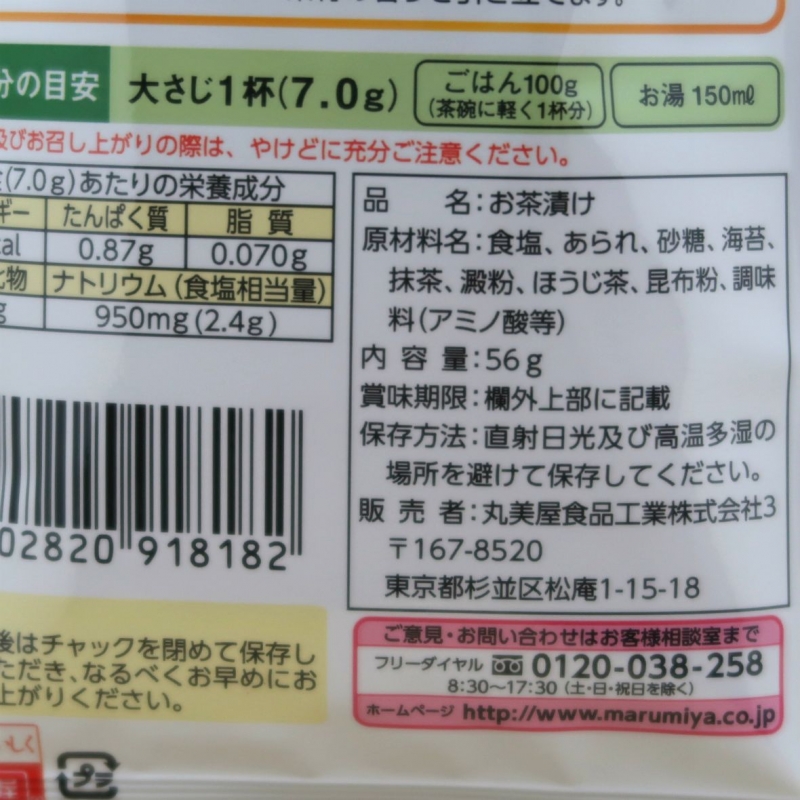 分の目安 大さじ1杯(7.0g) ごはん100g お湯 150mℓ
(茶碗に軽く1杯分)
及びお召し上がりの際は、やけどに充分ご注意ください。
(7.0g)あたりの栄養成分
ギー たんぱく質 脂 質
cal 0.87g 0.070g
化物 ナトリウム(食塩相当量)
g 950mg(2.4g)
品 名:お茶漬け
原材料名:食塩、あられ、砂糖、海苔、
抹茶、澱粉、ほうじ茶、昆布粉、調味
料(アミノ酸等)
内 容 量:56g
賞味期限:欄外上部に記載
保存方法:直射日光及び高温多湿の
場所を避けて保存してください。
販 売 者:丸美屋食品工業株式会社3
〒167-8520
東京都杉並区松庵1-15-18
02820 918182
後はチャックを閉めて保存し
ただき、なるべくお早めにお
上がりください。
ご意見・お問い合わせはお客様相談室まで
フリーダイヤル 0120-038-258
8:30〜17:30(土・日・祝日を除く)
ホームページ http://www.marumiya.co.jp
プラ